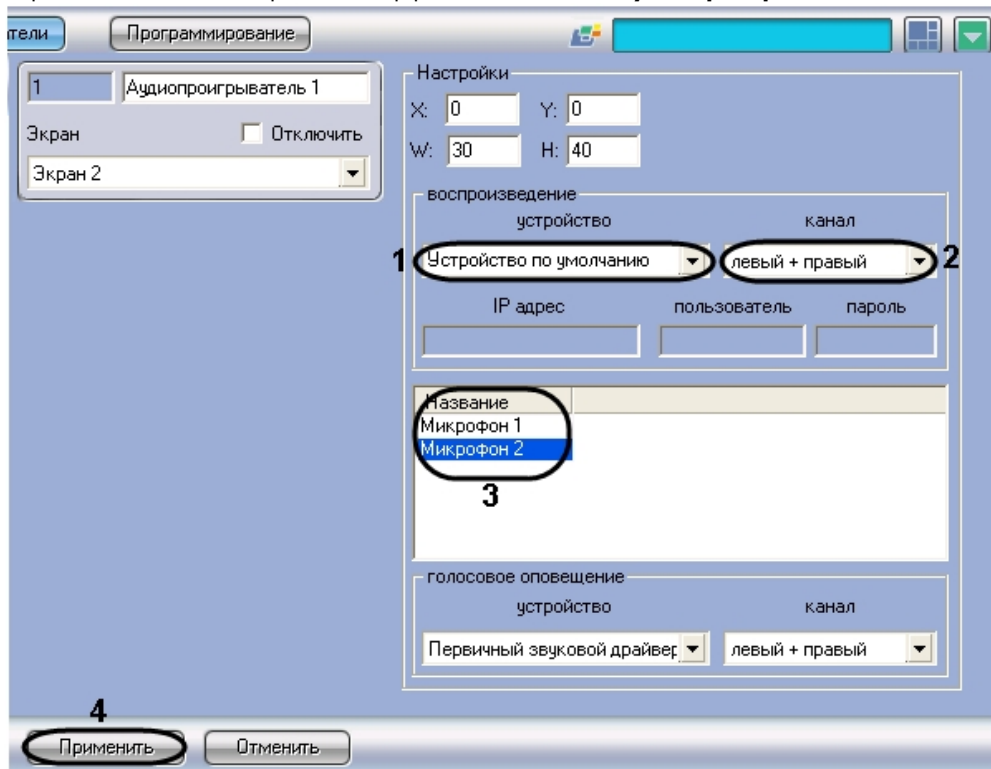 тели Программирование
1 Аудиопроигрыватель 1
Экран Отключить
Экран 2
Настройки
X: 0 Y: 0
W: 30 H: 40
воспроизведение
устройство канал
1 Устройство по умолчанию левый + правый 2
IP адрес пользователь пароль
Название
Микрофон 1
Микрофон 2
3
голосовое оповещение
устройство канал
Первичный звуковой драйвер левый + правый
4
Применить Отменить